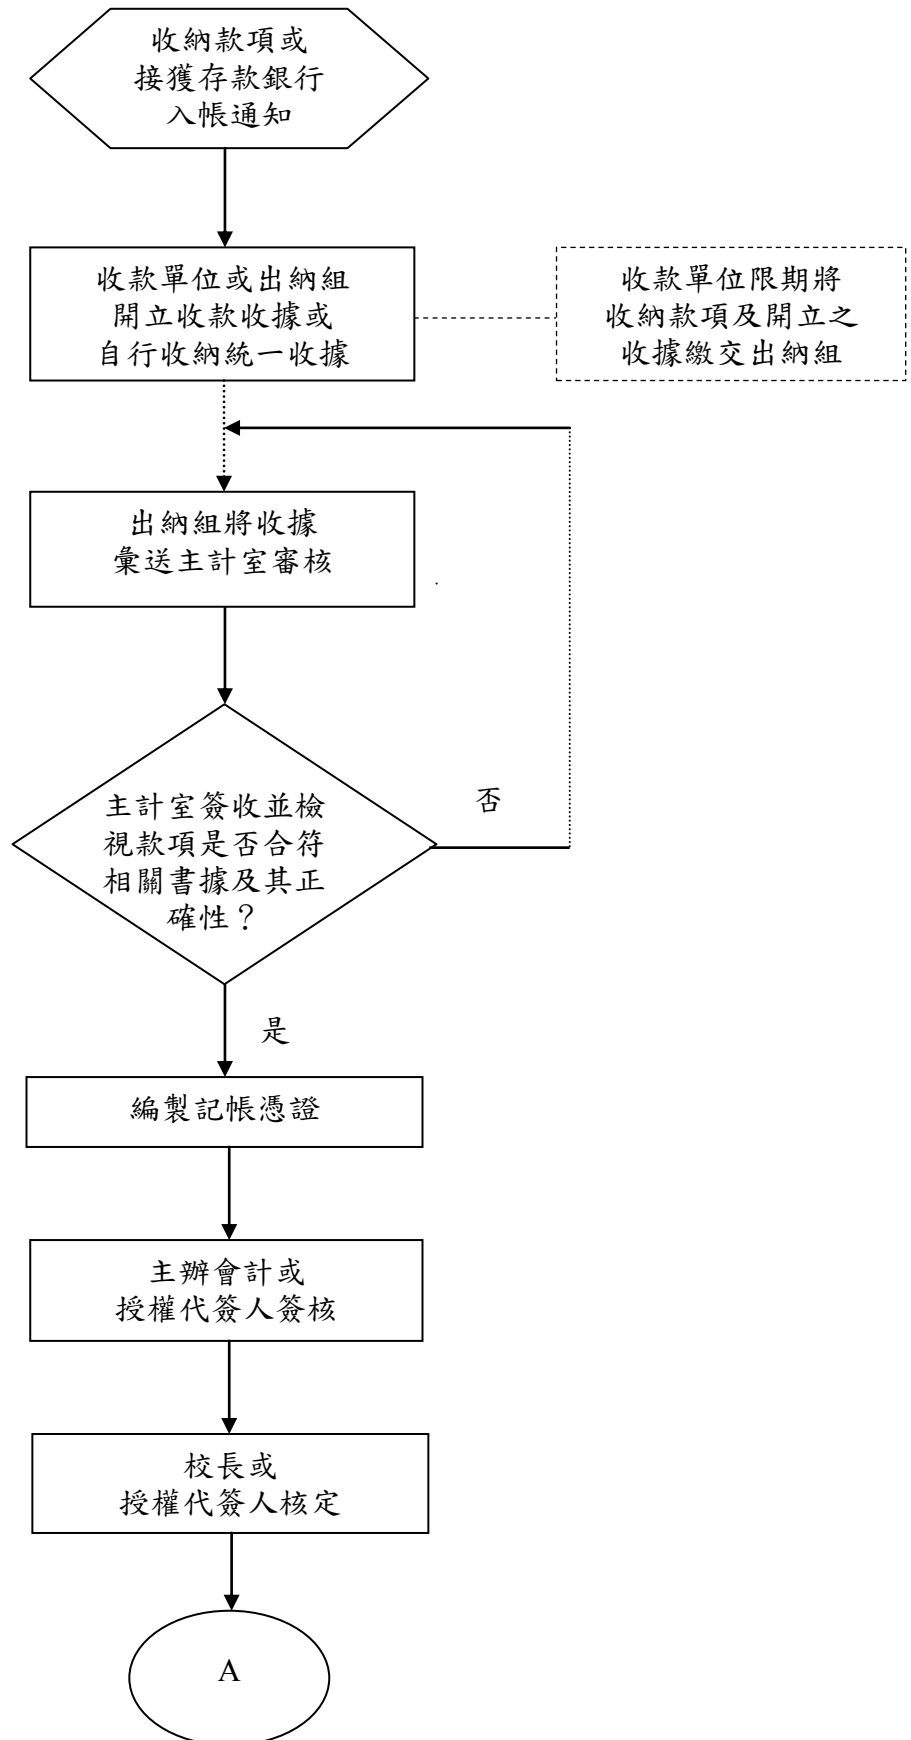 收納款項或
接獲存款銀行
入帳通知
收款單位或出納組
開立收款收據或
自行收納統一收據
收款單位限期將
收納款項及開立之
收據繳交出納組
出納組將收據
彙送主計室審核
主計室簽收並檢
視款項是否合符
相關書據及其正
確性？
否
是
編製記帳憑證
主辦會計或
授權代簽人簽核
校長或
授權代簽人核定
A